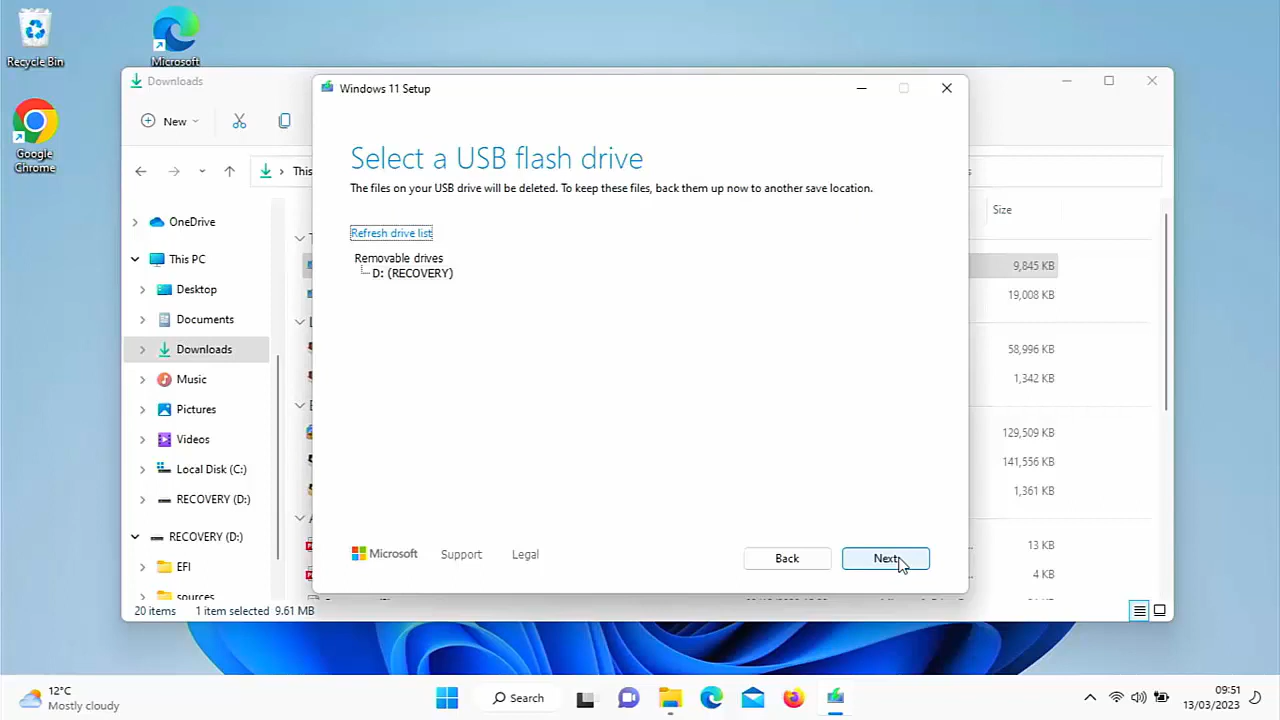 Recycle Bin
Microsoft
Google
Chrome
Downloads
New
This
Size
OneDrive
This PC
Desktop
Documents
Downloads
Music
Pictures
Videos
Local Disk (C:)
RECOVERY (D:)
RECOVERY (D:)
EFI
sources
9,845 KB
19,008 KB
58,996 KB
1,342 KB
129,509 KB
141,556 KB
1,361 KB
13 KB
4 KB
20 items
1 item selected 9.61 MB
Windows 11 Setup
Select a USB flash drive
The files on your USB drive will be deleted. To keep these files, back them up now to another save location.
Refresh drive list
Removable drives
D: (RECOVERY)
Microsoft
Support
Legal
Back
Next
12°C
Mostly cloudy
Search
09:51
13/03/2023